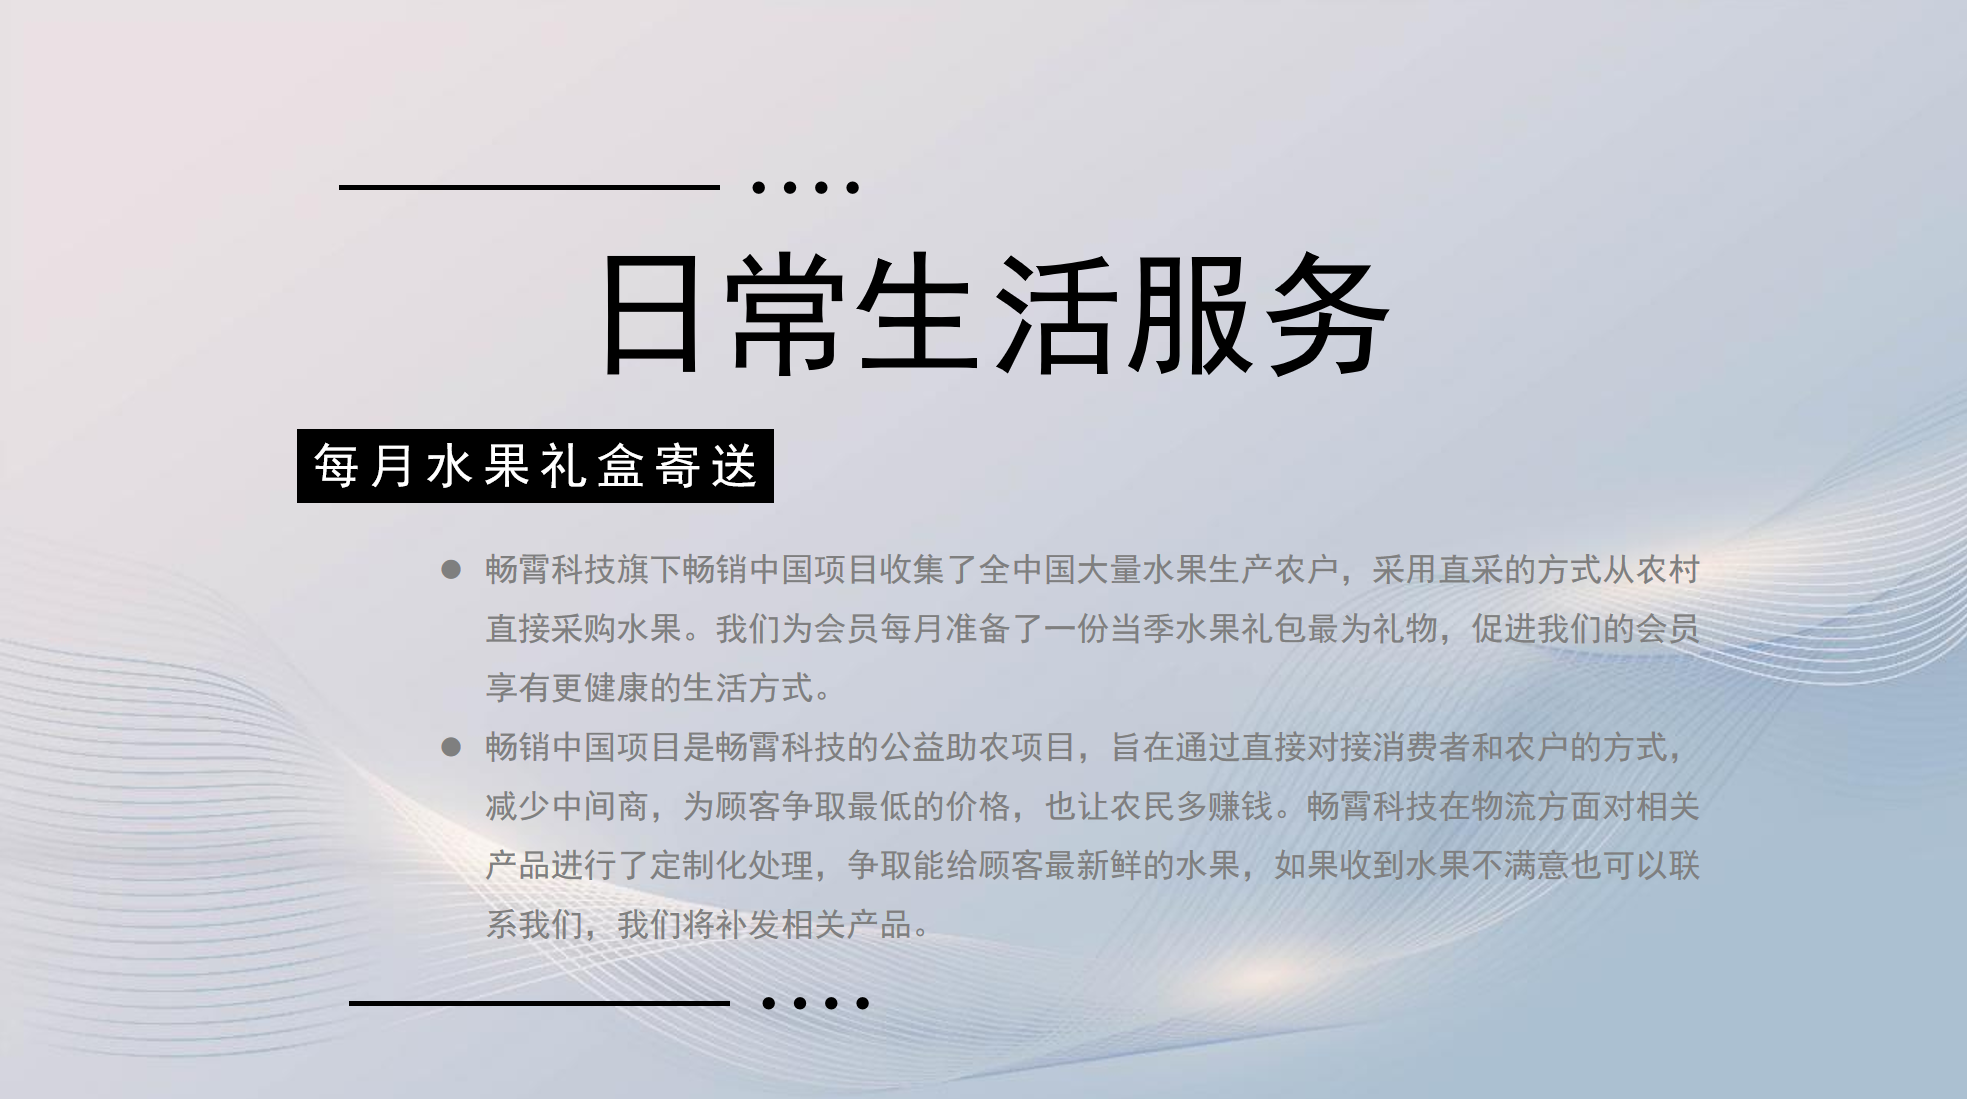 日常生活服务
每月水果礼盒寄送
● 畅霄科技旗下畅销中国项目收集了全中国大量水果生产农户，采用直采的方式从农村
直接采购水果。我们为会员每月准备了一份当季水果礼包最为礼物，促进我们的会员
享有更健康的生活方式。
● 畅销中国项目是畅霄科技的公益助农项目，旨在通过直接对接消费者和农户的方式，
减少中间商，为顾客争取最低的价格，也让农民多赚钱。畅霄科技在物流方面对相关
产品进行了定制化处理，争取能给顾客最新鲜的水果，如果收到水果不满意也可以联
系我们，我们将补发相关产品。